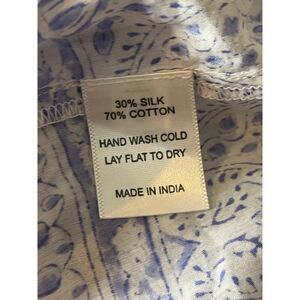 30% SILK
70% COTTON
HAND WASH COLD
LAY FLAT TO DRY
MADE IN INDIA